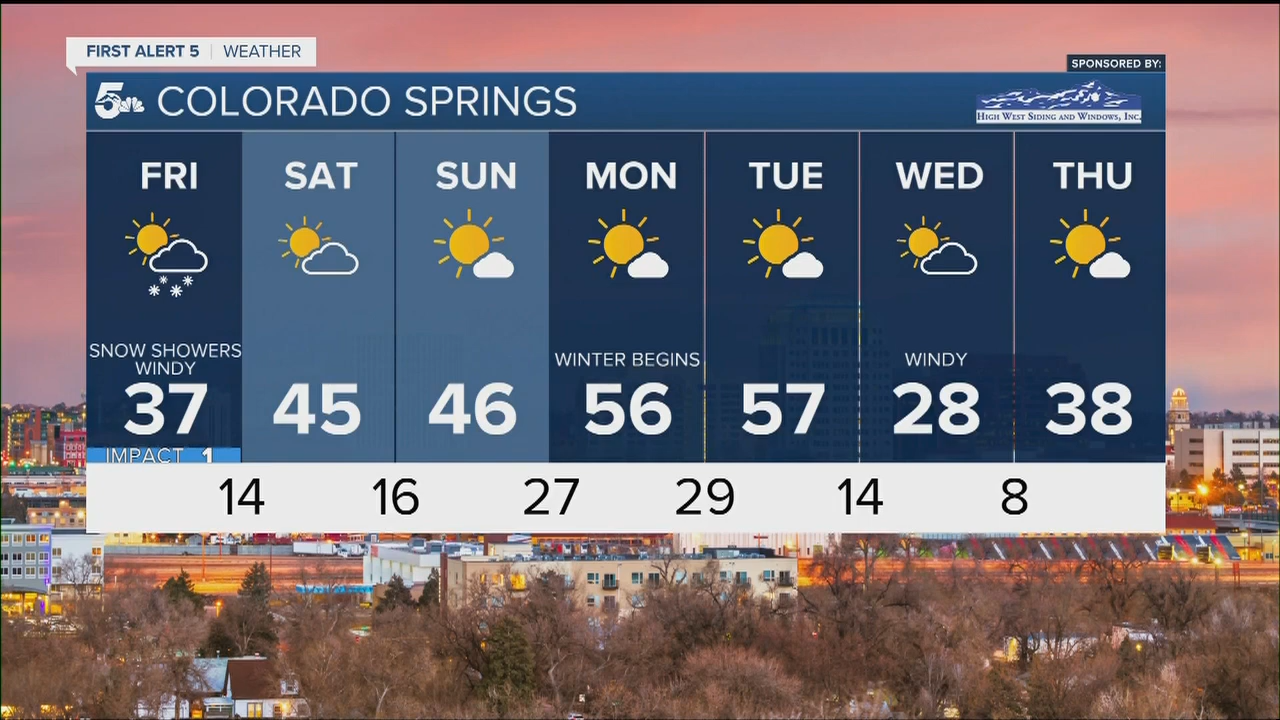 FIRST ALERT 5 | WEATHER
SPONSORED BY:
5 COLORADO SPRINGS
HIGH WEST SIDING AND WINDOWS, INC.
FRI SAT SUN MON TUE WED THU
SNOW SHOWERS
WINDY WINTER BEGINS WINDY
37 45 46 56 57 28 38
IMPACT 1
14 16 27 29 14 8